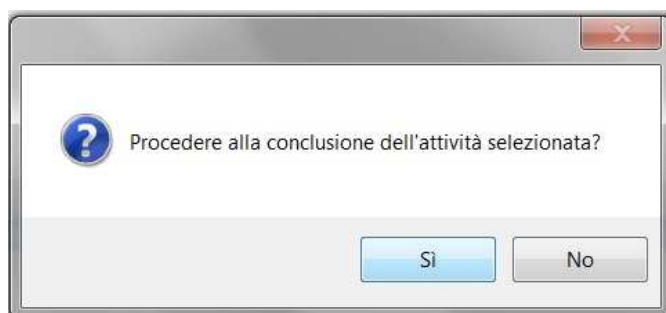 Procedere alla conclusione dell'attività selezionata?
Sì
No